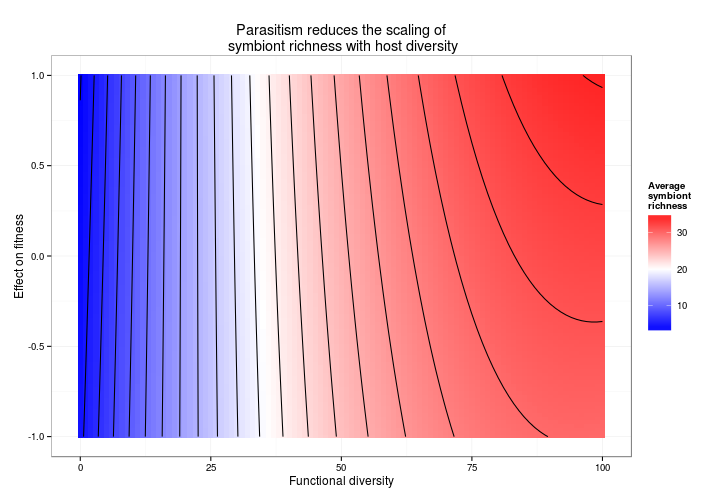 Parasitism reduces the scaling of
symbiont richness with host diversity
1.0
0.5
0.0
-0.5
-1.0
Effect on fitness
0
25
50
75
100
Functional diversity
Average
symbiont
richness
30
20
10